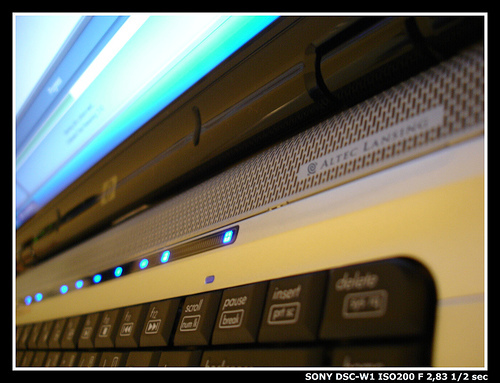 ALTEC LANSING
hp
scroll
num lk
pause
break
insert
prt sc
delete
sys rq
SONY DSC-W1 ISO200 F 2,83 1/2 sec